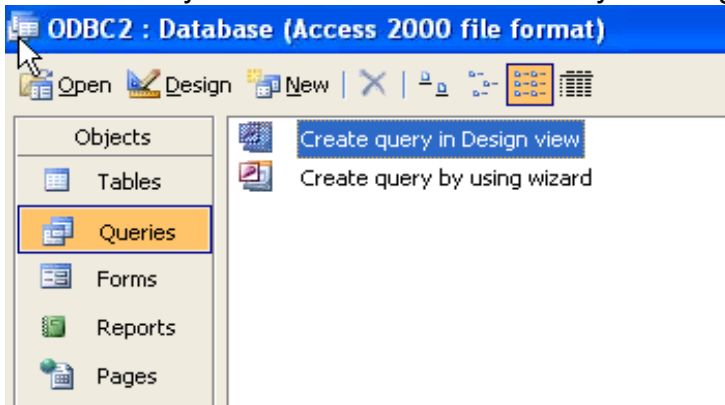 ODBC2 : Database (Access 2000 file format)
Open Design New
Objects
Create query in Design view
Tables
Create query by using wizard
Queries
Forms
Reports
Pages